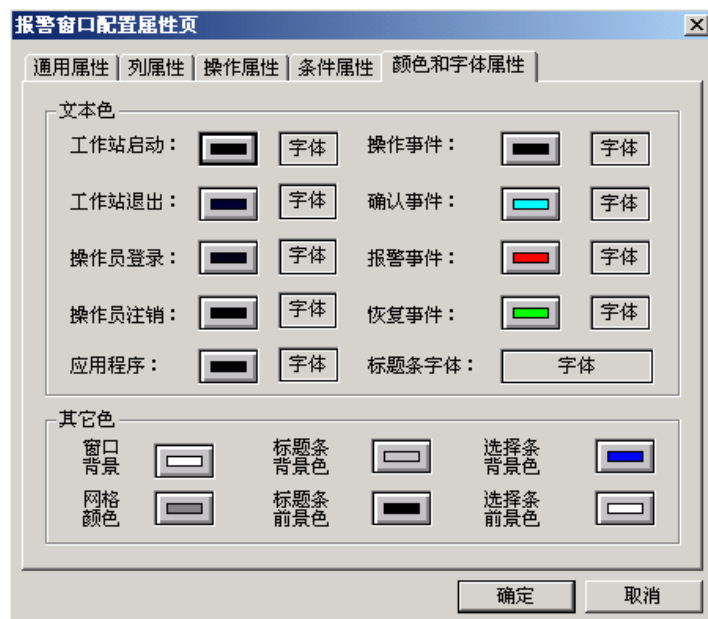 报警窗口配置属性页
通用属性 列属性 操作属性 条件属性 颜色和字体属性
文本色
工作站启动： 字体 操作事件： 字体
工作站退出： 字体 确认事件： 字体
操作员登录： 字体 报警事件： 字体
操作员注销： 字体 恢复事件： 字体
应用程序： 字体 标题条字体： 字体
其它色
窗口 标题条 选择条
背景 背景色 背景色
网格 标题条 选择条
颜色 前景色 前景色
确定 取消